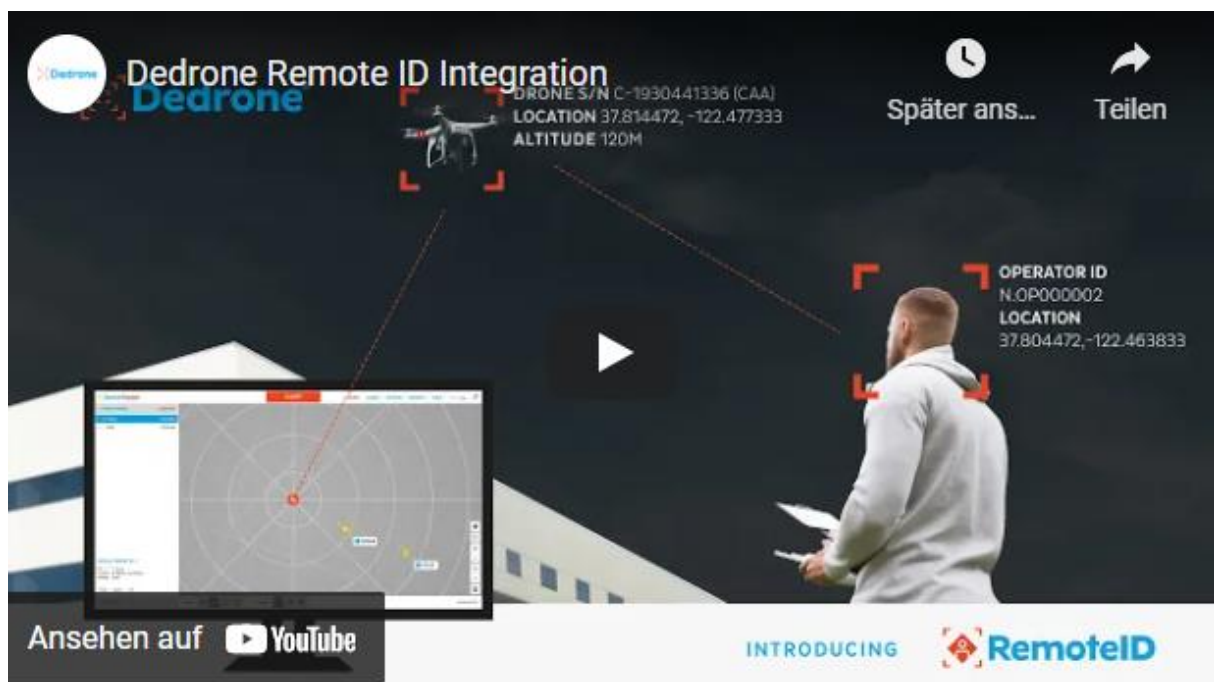 Dedrone
Dedrone Remote ID Integration
Später ans...
Teilen
Dedrone
DRONE S/N C-1930441336 (CAA)
LOCATION 37.814472, -122.477333
ALTITUDE 120M
OPERATOR ID
N.OP000002
LOCATION
37.804472,-122.463833
Ansehen auf YouTube
INTRODUCING RemoteID